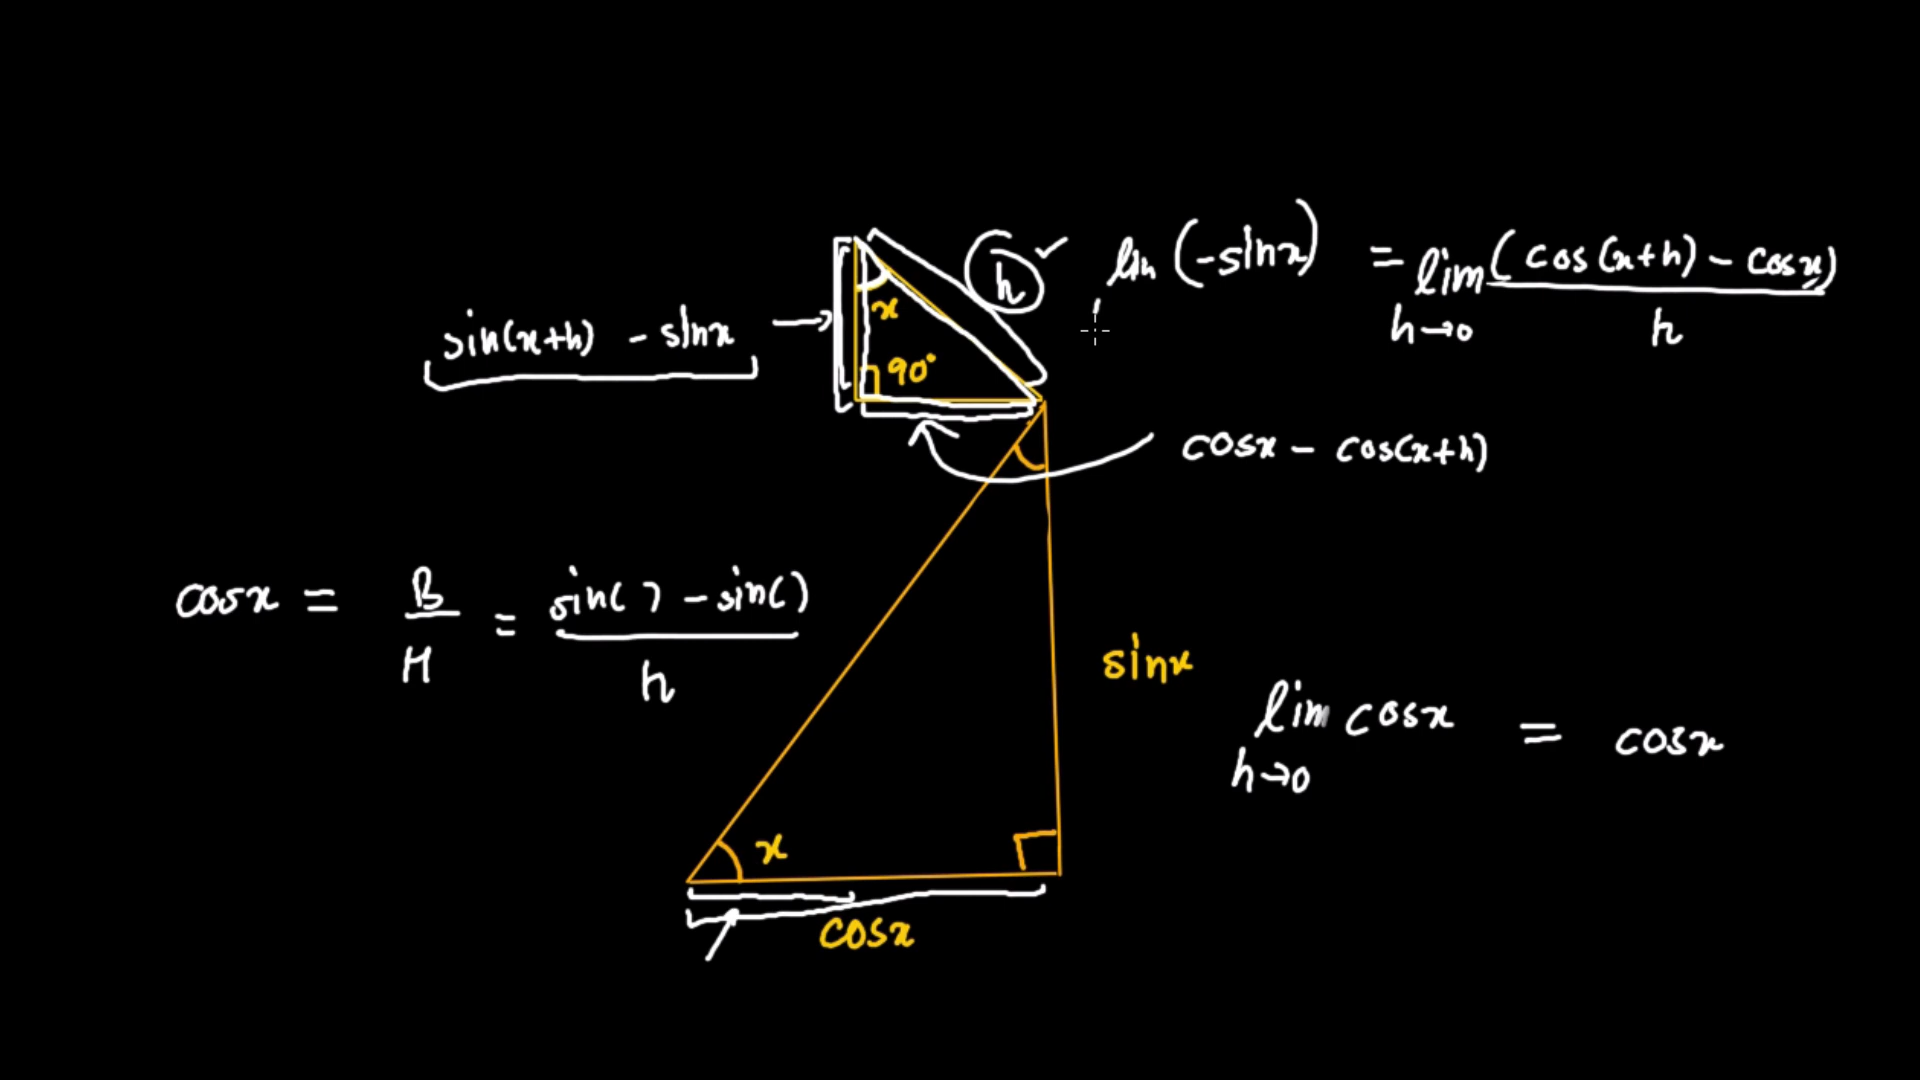 lim (-sinx) = lim (cos(x+h) - cosx)
h→0
h
h
x
sin(x+h) - sinx
90°
cosx - cos(x+h)
cosx = B = sin( ) - sin( )
H
h
sinx
lim cosx = cosx
h→0
x
cosx